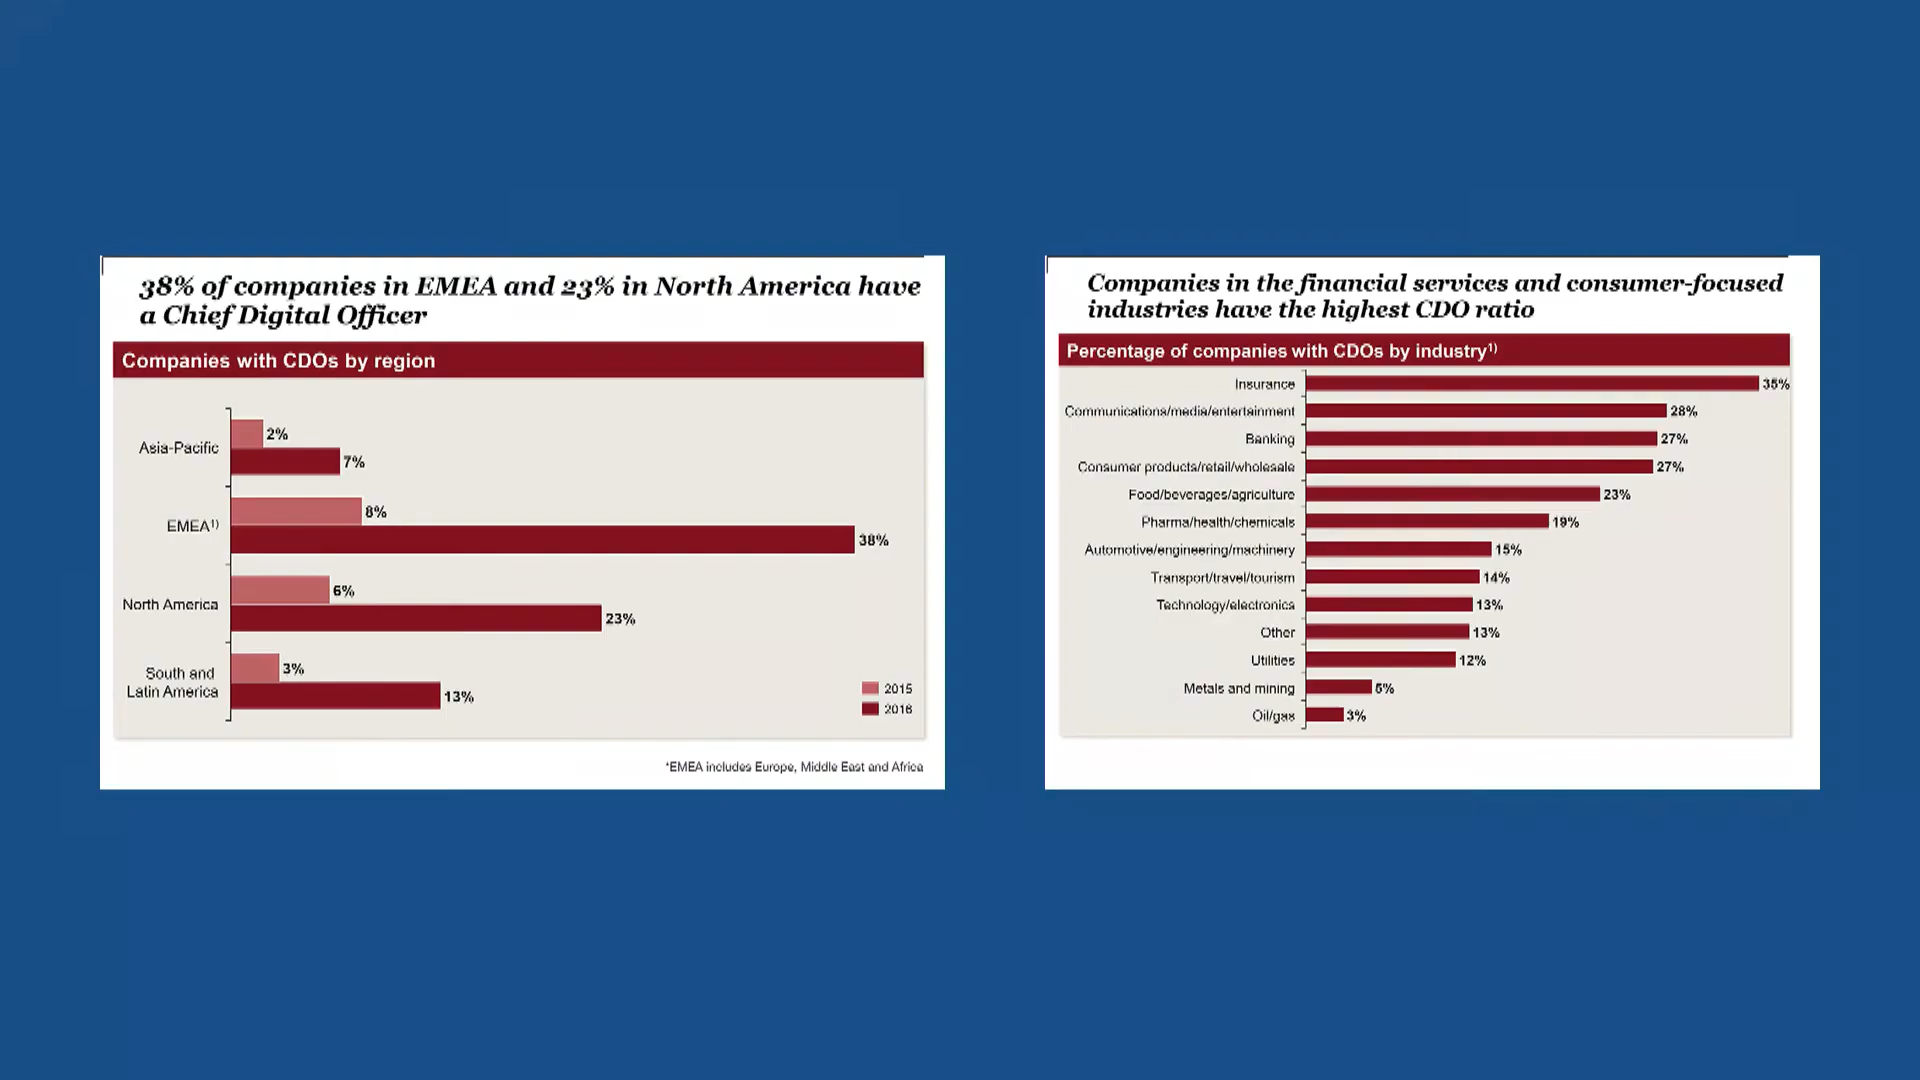 38% of companies in EMEA and 23% in North America have
a Chief Digital Officer
Companies with CDOs by region
Asia-Pacific
2%
7%
EMEA¹⁾
8%
38%
North America
6%
23%
South and
Latin America
3%
13%
2015
2016
*EMEA includes Europe, Middle East and Africa
Companies in the financial services and consumer-focused
industries have the highest CDO ratio
Percentage of companies with CDOs by industry¹⁾
Insurance 35%
Communications/media/entertainment 28%
Banking 27%
Consumer products/retail/wholesale 27%
Food/beverages/agriculture 23%
Pharma/health/chemicals 19%
Automotive/engineering/machinery 15%
Transport/travel/tourism 14%
Technology/electronics 13%
Other 13%
Utilities 12%
Metals and mining
Oil/gas 3%